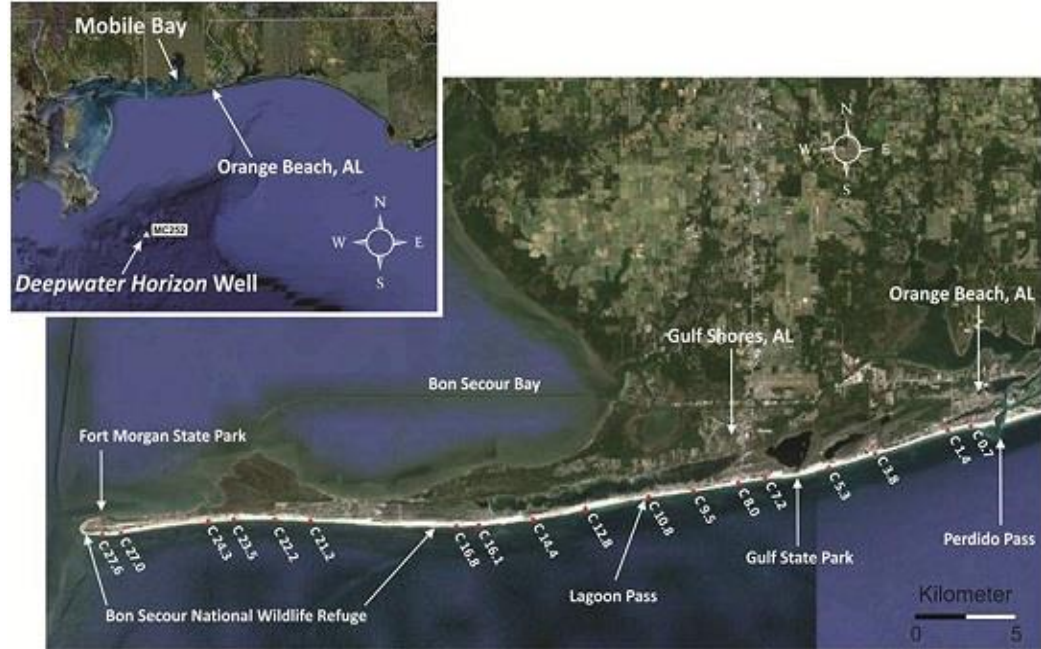 Mobile Bay
Orange Beach, AL
MC252
Deepwater Horizon Well
N
W E
S
N
W E
S
Orange Beach, AL
Gulf Shores, AL
Bon Secour Bay
Fort Morgan State Park
C 27.6
C 27.0
C 24.3
C 23.5
C 22.2
C 21.2
C 16.8
C 16.1
C 14.4
C 12.8
C 10.8
C 9.5
C 8.0
C 7.2
C 5.3
C 3.8
C 1.4
C 0.7
Perdido Pass
Gulf State Park
Lagoon Pass
Bon Secour National Wildlife Refuge
Kilometer
0 5